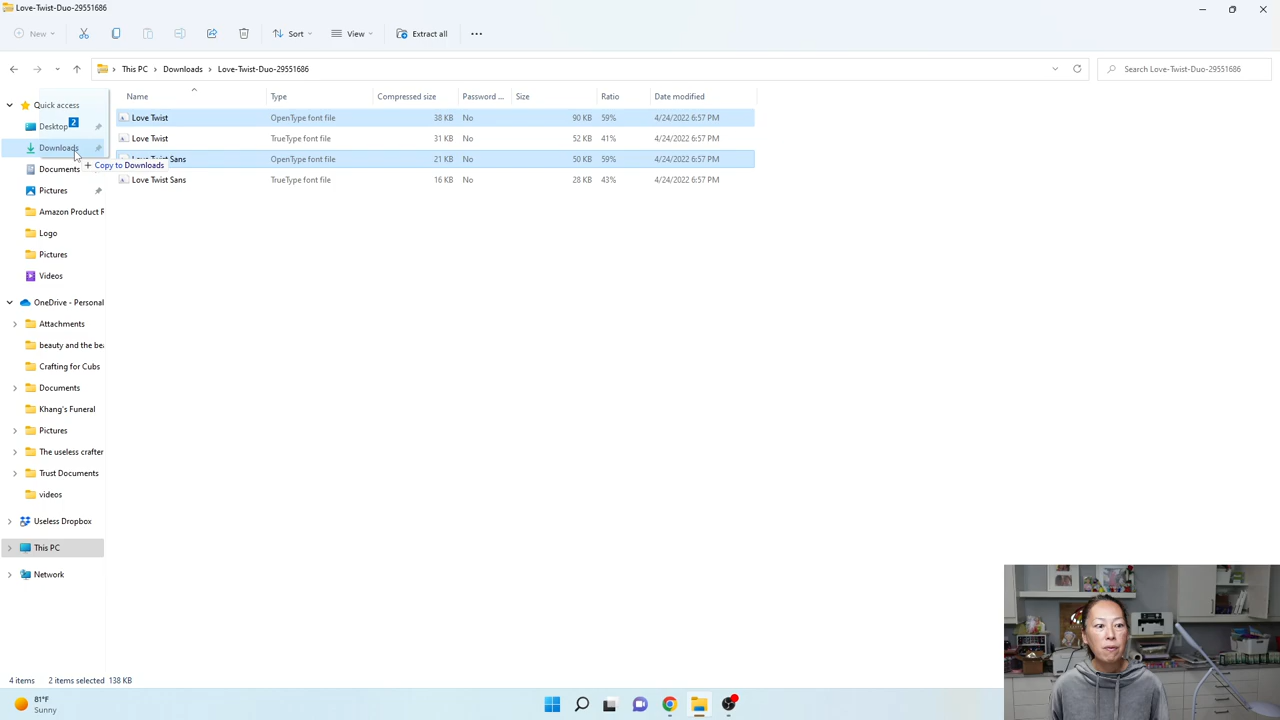 Love-Twist-Duo-29551686
New Sort View Extract all
This PC > Downloads > Love-Twist-Duo-29551686 Search Love-Twist-Duo-29551686
Name Type Compressed size Password ... Size Ratio Date modified
Love Twist OpenType font file 38 KB No 90 KB 59% 4/24/2022 6:57 PM
Love Twist TrueType font file 31 KB No 52 KB 41% 4/24/2022 6:57 PM
Love Twist Sans OpenType font file 21 KB No 50 KB 59% 4/24/2022 6:57 PM
Love Twist Sans TrueType font file 16 KB No 28 KB 43% 4/24/2022 6:57 PM
Quick access
Desktop 2
Downloads
+ Copy to Downloads
Documents
Pictures
Amazon Product F
Logo
Pictures
Videos
OneDrive - Personal
Attachments
beauty and the bea
Crafting for Cubs
Documents
Khang's Funeral
Pictures
The useless crafter
Trust Documents
videos
Useless Dropbox
This PC
Network
4 items 2 items selected 138 KB
81°F
Sunny